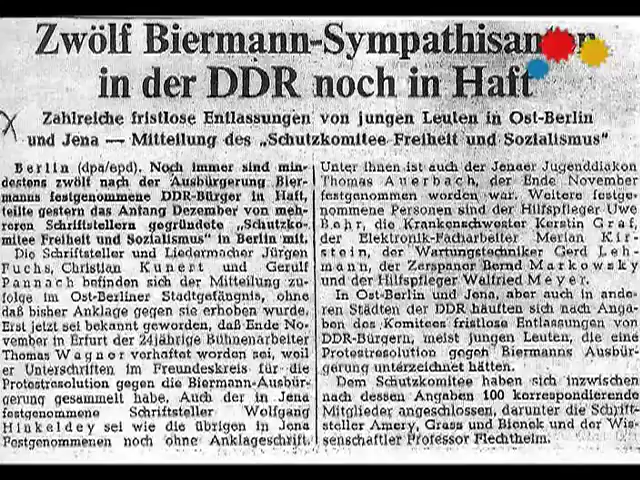 Zwölf Biermann-Sympathisanten
in der DDR noch in Haft
Zahlreiche fristlose Entlassungen von jungen Leuten in Ost-Berlin
und Jena — Mitteilung des „Schutzkomitee Freiheit und Sozialismus"
Berlin (dpa/epd). Noch immer sind min-
destens zwölf nach der Ausbürgerung Bier-
manns festgenommene DDR-Bürger in Haft,
teilte gestern das Anfang Dezember von meh-
reren Schriftstellern gegründete „Schutzko-
mitee Freiheit und Sozialismus" in Berlin mit.
Die Schriftsteller und Liedermacher Jürgen
Fuchs, Christian Kunert und Gerulf
Pannach befinden sich der Mitteilung zu-
folge im Ost-Berliner Stadtgefängnis, ohne
daß bisher Anklage gegen sie erhoben wurde.
Erst jetzt sei bekannt geworden, daß Ende No-
vember in Erfurt der 24jährige Bühnenarbeiter
Thomas Wagner verhaftet worden sei, weil
er Unterschriften im Freundeskreis für die
Protestresolution gegen die Biermann-Ausbür-
gerung gesammelt habe. Auch der in Jena
festgenommene Schriftsteller Wolfgang
Hinkeldey sei wie die übrigen in Jena
Festgenommenen noch ohne Anklageschrift.
Unter ihnen ist auch der Jenaer Jugenddiakon
Thomas Auerbach, der Ende November
festgenommen worden war. Weitere festge-
nommene Personen sind der Hilfspfleger Uwe
Behr, die Krankenschwester Kerstin Graf,
der Elektronik-Facharbeiter Merian Kir-
stein, der Wartungstechniker Gerd Leh-
mann, der Zerspaner Bernd Markowsky
und der Hilfspfleger Walfried Meyer.
In Ost-Berlin und Jena, aber auch in ande-
ren Städten der DDR häuften sich nach Anga-
ben des Komitees fristlose Entlassungen von
DDR-Bürgern, meist jungen Leuten, die eine
Protestresolution gegen Biermanns Ausbür-
gerung unterzeichnet hätten.
Dem Schutzkomitee haben sich inzwischen
nach dessen Angaben 100 korrespondierende
Mitglieder angeschlossen, darunter die Schrift-
steller Amery, Grass und Bienek und der Wis-
senschaftler Professor Flechtheim.